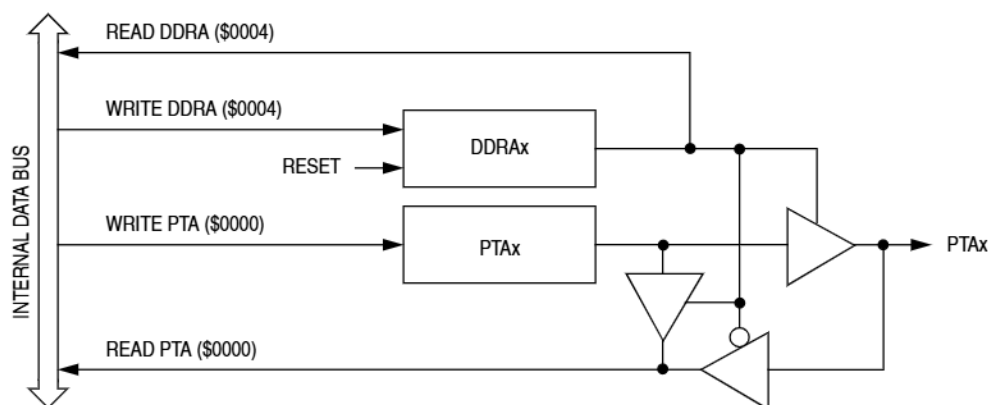 READ DDRA ($0004)
WRITE DDRA ($0004)
DDRAx
RESET
INTERNAL DATA BUS
WRITE PTA ($0000)
PTAx
PTAx
READ PTA ($0000)